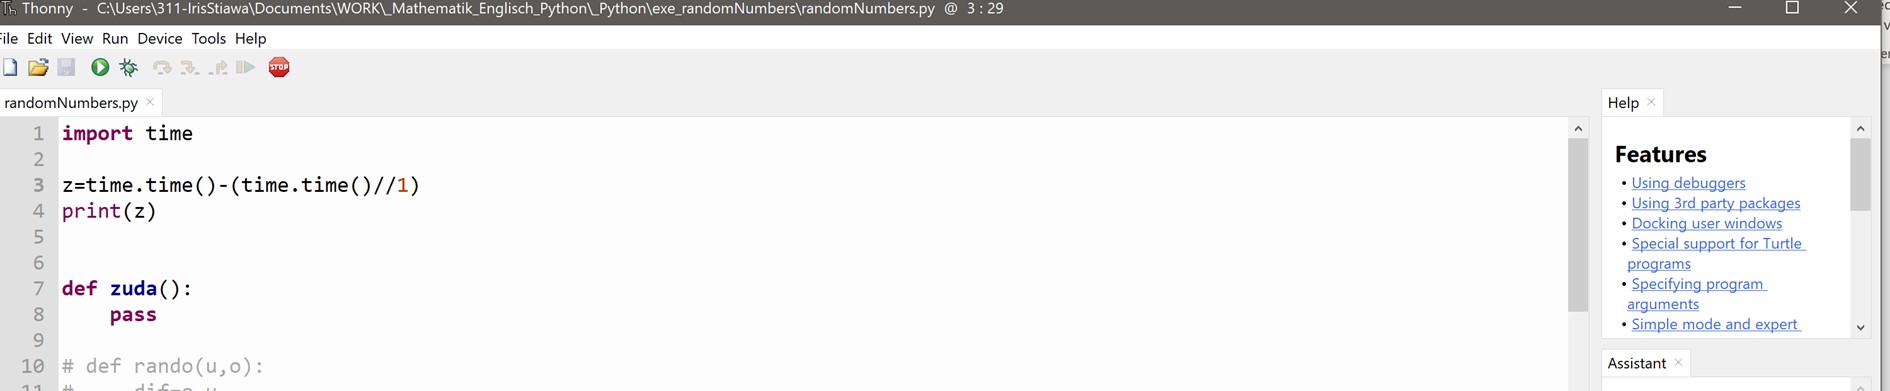 Thonny - C:\Users\311-IrisStiawa\Documents\WORK\_Mathematik_Englisch_Python\_Python\exe_randomNumbers\randomNumbers.py @ 3 : 29
File Edit View Run Device Tools Help
STOP
randomNumbers.py
1 import time
2
3 z=time.time()-(time.time()//1)
4 print(z)
5
6
7 def zuda():
8     pass
9
10 # def rando(u,o):
Help
Features
• Using debuggers
• Using 3rd party packages
• Docking user windows
• Special support for Turtle
programs
• Specifying program
arguments
• Simple mode and expert
Assistant